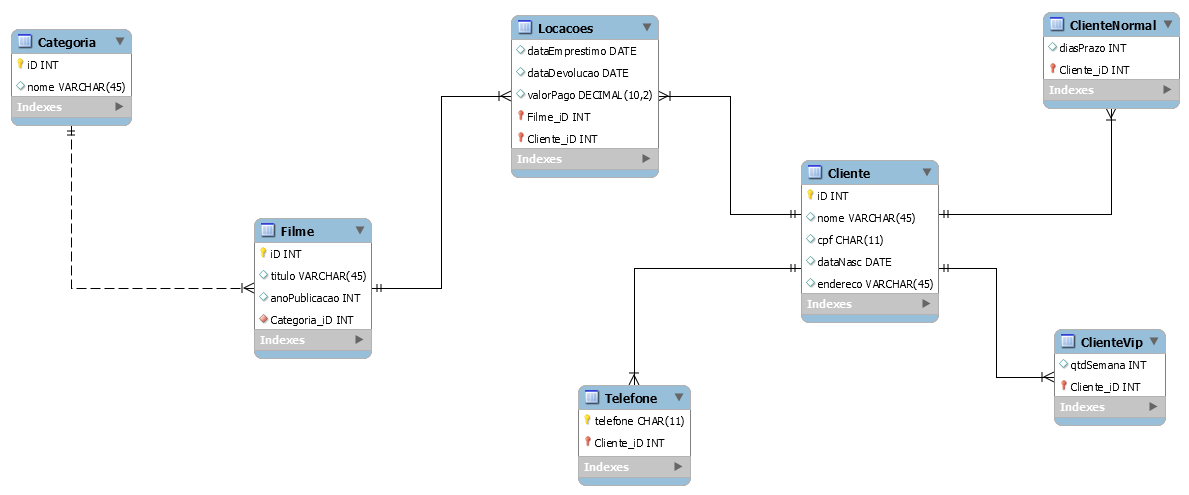 Categoria
iD INT
nome VARCHAR(45)
Indexes
Filme
iD INT
titulo VARCHAR(45)
anoPublicacao INT
Categoria_iD INT
Indexes
Locacoes
dataEmprestimo DATE
dataDevolucao DATE
valorPago DECIMAL(10,2)
Filme_iD INT
Cliente_iD INT
Indexes
Cliente
iD INT
nome VARCHAR(45)
cpf CHAR(11)
dataNasc DATE
endereco VARCHAR(45)
Indexes
Telefone
telefone CHAR(11)
Cliente_iD INT
Indexes
ClienteNormal
diasPrazo INT
Cliente_iD INT
Indexes
ClienteVip
qtdSemana INT
Cliente_iD INT
Indexes